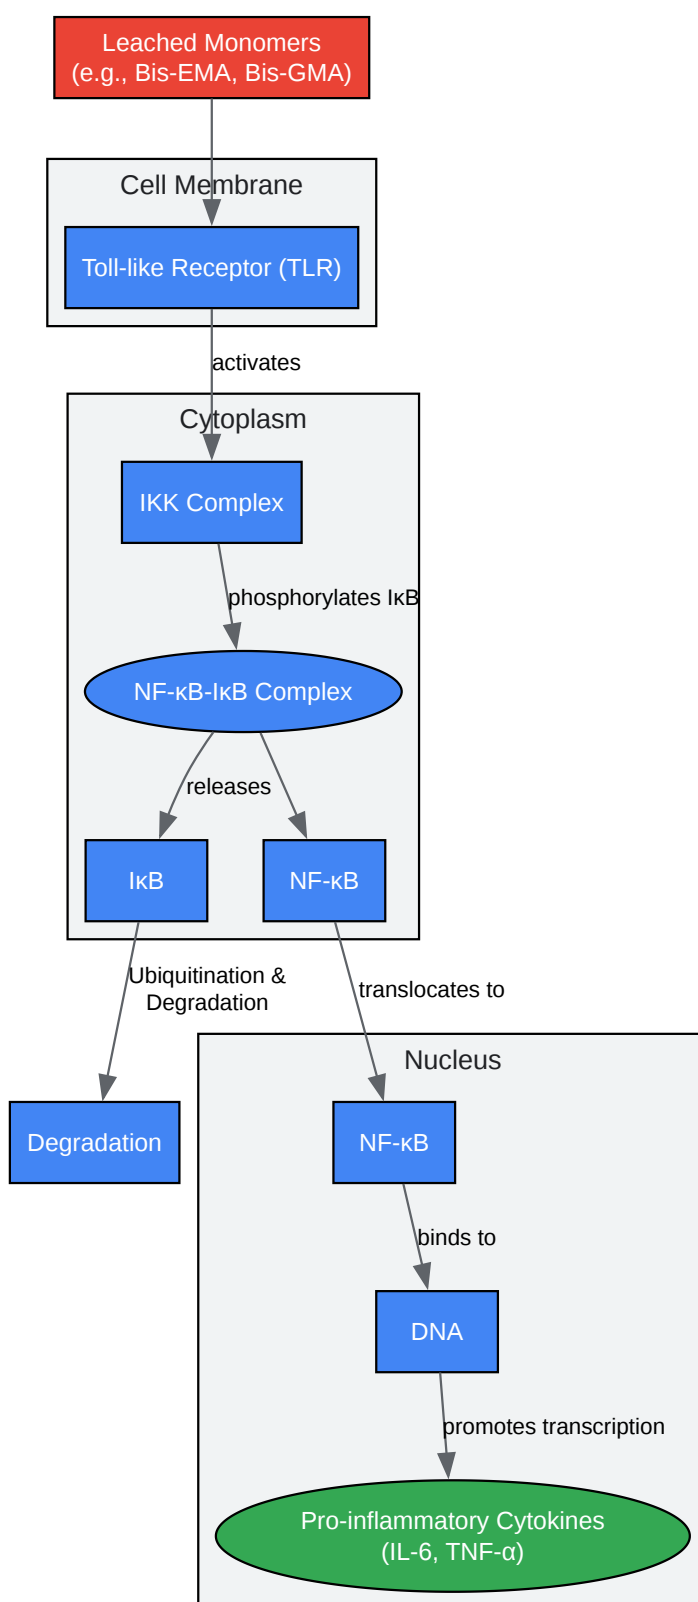 Leached Monomers
(e.g., Bis-EMA, Bis-GMA)
Cell Membrane
Toll-like Receptor (TLR)
activates
Cytoplasm
IKK Complex
phosphorylates IκB
NF-κB-IκB Complex
releases
IκB
NF-κB
Ubiquitination &
Degradation
translocates to
Nucleus
Degradation
NF-κB
binds to
DNA
promotes transcription
Pro-inflammatory Cytokines
(IL-6, TNF-α)